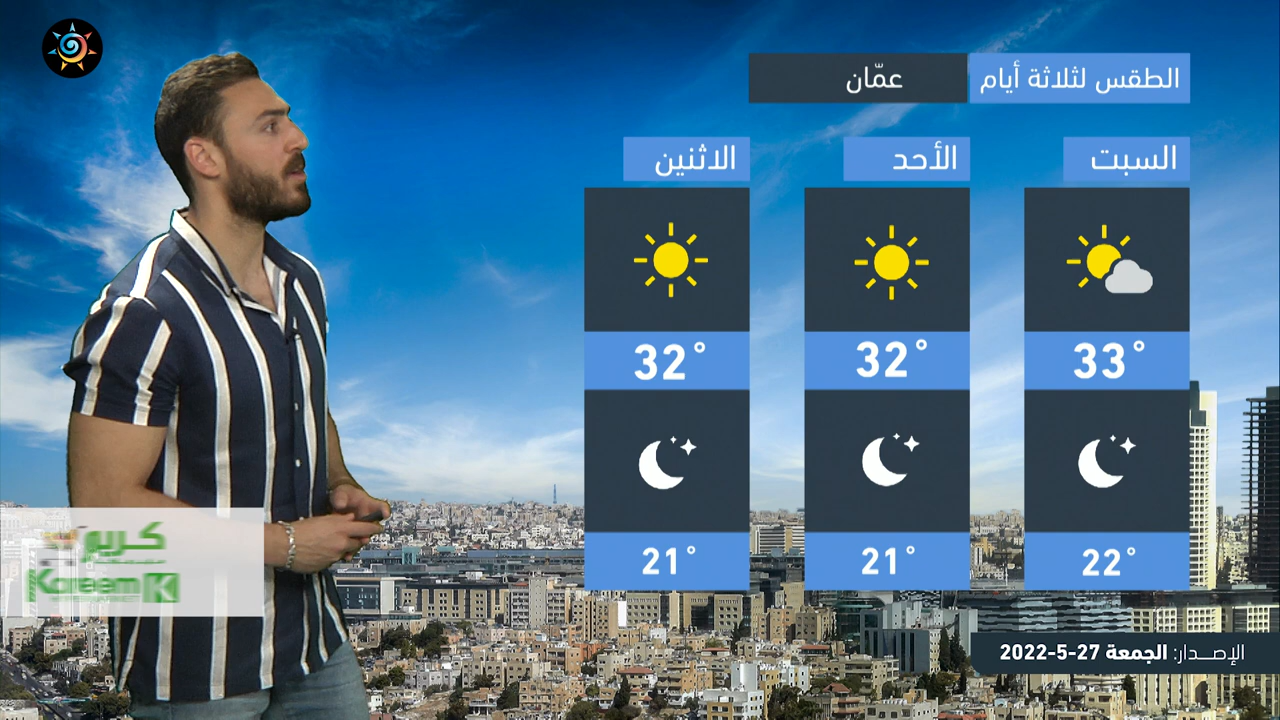 الطقس لثلاثة أيام
عمّان
السبت
الأحد
الاثنين
33°
32°
32°
22°
21°
21°
الإصدار: الجمعة 27-5-2022
كريم
Kareem